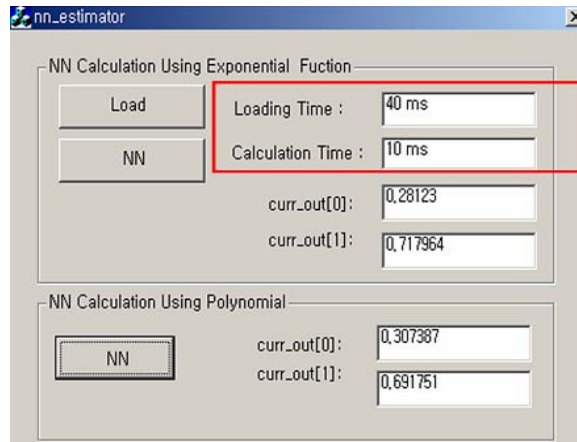 nn_estimator
NN Calculation Using Exponential Fuction
Load
Loading Time :
40 ms
NN
Calculation Time :
10 ms
curr_out[0]:
0,28123
curr_out[1]:
0,717964
NN Calculation Using Polynomial
NN
curr_out[0]:
0,307387
curr_out[1]:
0,691751